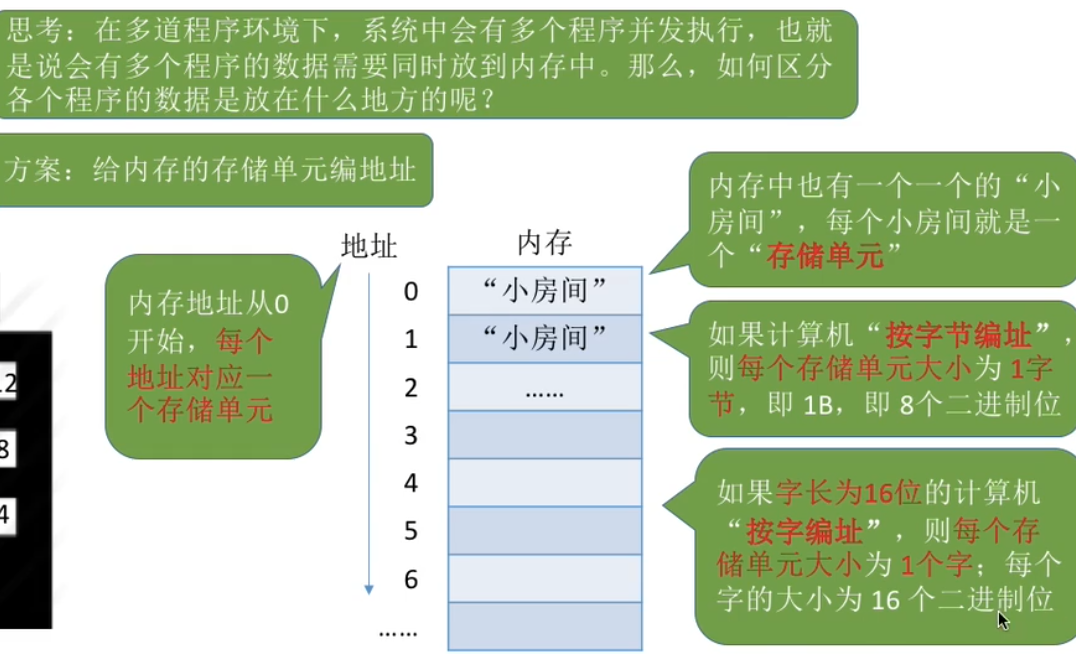 思考：在多道程序环境下，系统中会有多个程序并发执行，也就
是说会有多个程序的数据需要同时放到内存中。那么，如何区分
各个程序的数据是放在什么地方的呢？
方案：给内存的存储单元编地址
内存中也有一个一个的“小
房间”，每个小房间就是一
个“存储单元”
地址
内存
内存地址从0
开始，每个
地址对应一
个存储单元
0
“小房间”
1
“小房间”
2
……
3
4
5
6
……
如果计算机“按字节编址”，
则每个存储单元大小为 1字
节，即 1B，即 8个二进制位
如果字长为16位的计算机
“按字编址”，则每个存
储单元大小为 1个字；每个
字的大小为 16 个二进制位
2
8
4